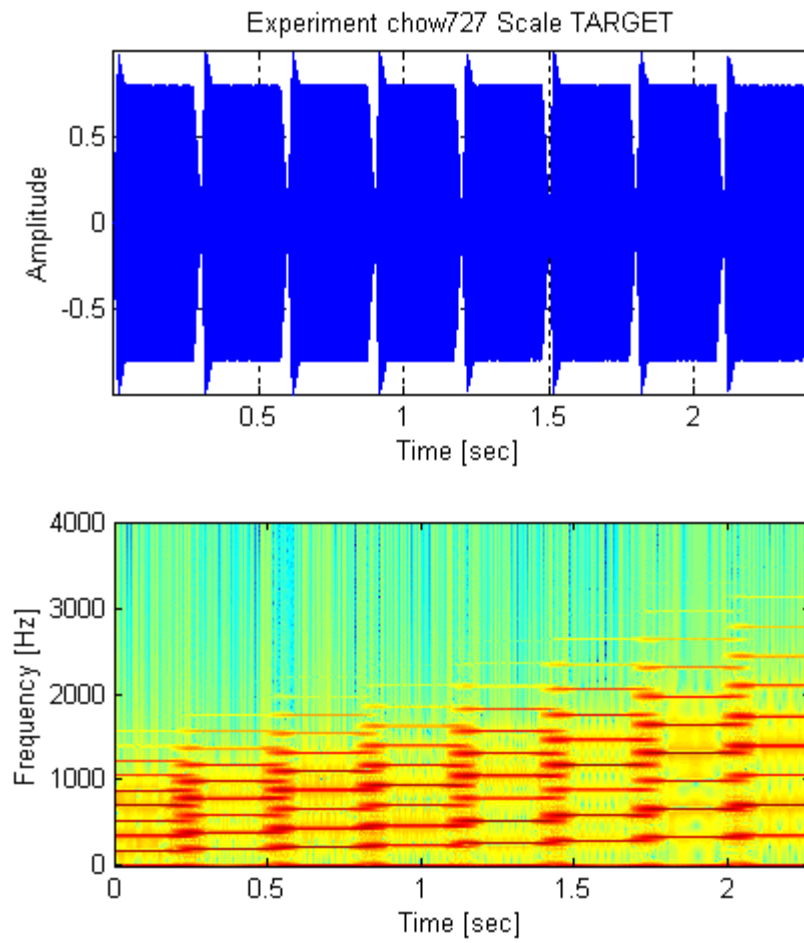 Experiment chow727 Scale TARGET
0.5
0
-0.5
Amplitude
0.5 1 1.5 2
Time [sec]
4000
3000
2000
1000
0
Frequency [Hz]
0 0.5 1 1.5 2
Time [sec]